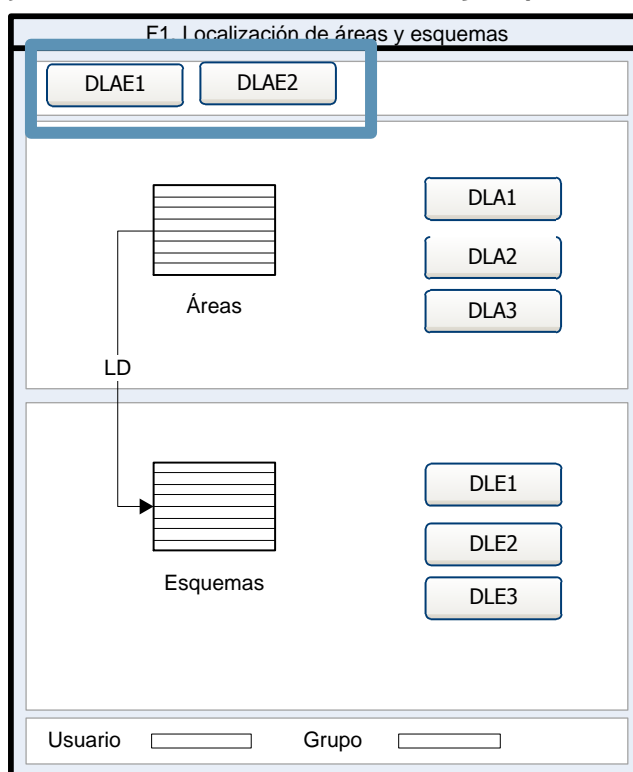 F1. Localización de áreas y esquemas
DLAE1 DLAE2
DLA1
DLA2
Áreas
DLA3
LD
DLE1
DLE2
Esquemas
DLE3
Usuario Grupo